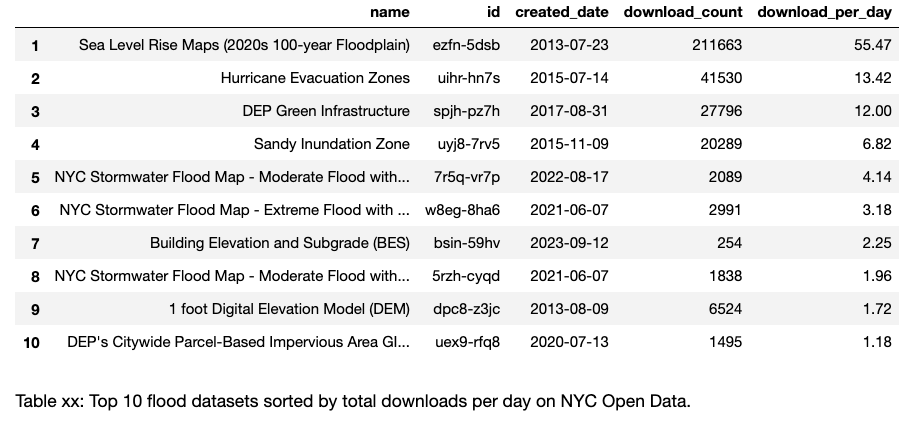 name id created_date download_count download_per_day
1 Sea Level Rise Maps (2020s 100-year Floodplain) ezfn-5dsb 2013-07-23 211663 55.47
2 Hurricane Evacuation Zones uihr-hn7s 2015-07-14 41530 13.42
3 DEP Green Infrastructure spjh-pz7h 2017-08-31 27796 12.00
4 Sandy Inundation Zone uyj8-7rv5 2015-11-09 20289 6.82
5 NYC Stormwater Flood Map - Moderate Flood with... 7r5q-vr7p 2022-08-17 2089 4.14
6 NYC Stormwater Flood Map - Extreme Flood with ... w8eg-8ha6 2021-06-07 2991 3.18
7 Building Elevation and Subgrade (BES) bsin-59hv 2023-09-12 254 2.25
8 NYC Stormwater Flood Map - Moderate Flood with... 5rzh-cyqd 2021-06-07 1838 1.96
9 1 foot Digital Elevation Model (DEM) dpc8-z3jc 2013-08-09 6524 1.72
10 DEP's Citywide Parcel-Based Impervious Area GI... uex9-rfq8 2020-07-13 1495 1.18
Table xx: Top 10 flood datasets sorted by total downloads per day on NYC Open Data.